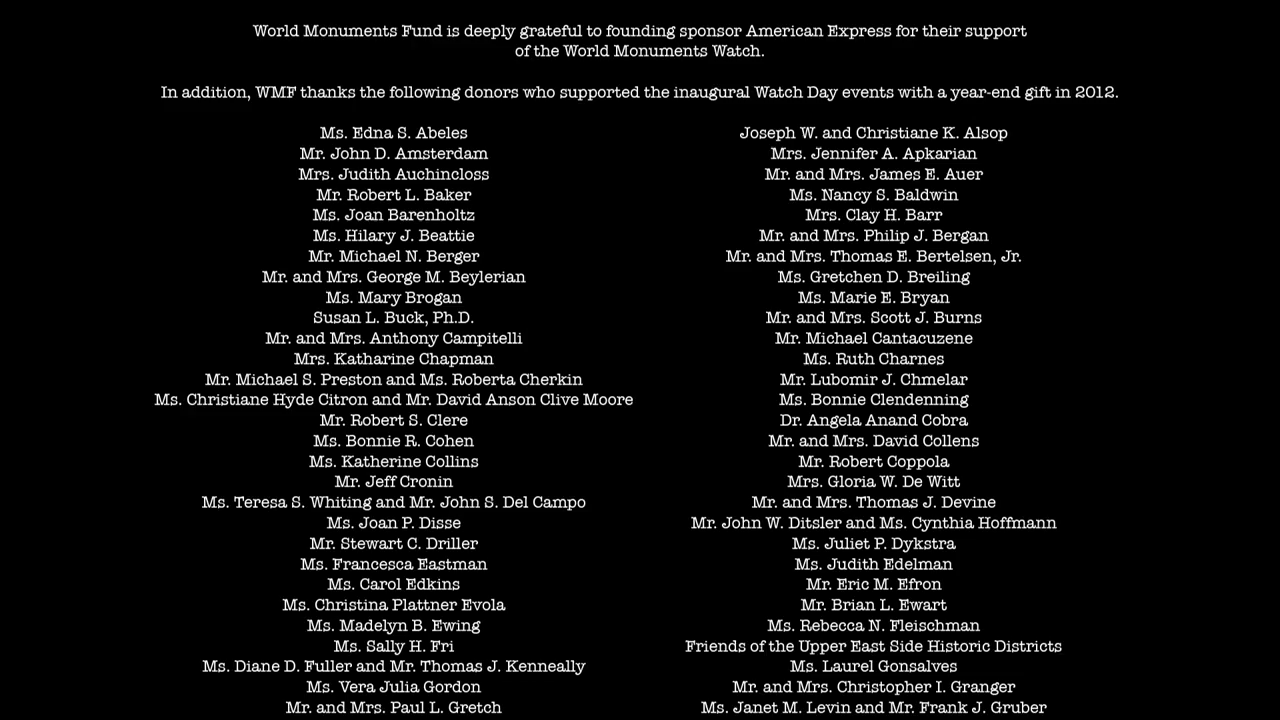 World Monuments Fund is deeply grateful to founding sponsor American Express for their support
of the World Monuments Watch.
In addition, WMF thanks the following donors who supported the inaugural Watch Day events with a year-end gift in 2012.
Ms. Edna S. Abeles
Mr. John D. Amsterdam
Mrs. Judith Auchincloss
Mr. Robert L. Baker
Ms. Joan Barenholtz
Ms. Hilary J. Beattie
Mr. Michael N. Berger
Mr. and Mrs. George M. Beylerian
Ms. Mary Brogan
Susan L. Buck, Ph.D.
Mr. and Mrs. Anthony Campitelli
Mrs. Katharine Chapman
Mr. Michael S. Preston and Ms. Roberta Cherkin
Ms. Christiane Hyde Citron and Mr. David Anson Clive Moore
Mr. Robert S. Clere
Ms. Bonnie R. Cohen
Ms. Katherine Collins
Mr. Jeff Cronin
Ms. Teresa S. Whiting and Mr. John S. Del Campo
Ms. Joan P. Disse
Mr. Stewart C. Driller
Ms. Francesca Eastman
Ms. Carol Edkins
Ms. Christina Plattner Evola
Ms. Madelyn B. Ewing
Ms. Sally H. Fri
Ms. Diane D. Fuller and Mr. Thomas J. Kenneally
Ms. Vera Julia Gordon
Mr. and Mrs. Paul L. Gretch
Joseph W. and Christiane K. Alsop
Mrs. Jennifer A. Apkarian
Mr. and Mrs. James E. Auer
Ms. Nancy S. Baldwin
Mrs. Clay H. Barr
Mr. and Mrs. Philip J. Bergan
Mr. and Mrs. Thomas E. Bertelsen, Jr.
Ms. Gretchen D. Breiling
Ms. Marie E. Bryan
Mr. and Mrs. Scott J. Burns
Mr. Michael Cantacuzene
Ms. Ruth Charnes
Mr. Lubomir J. Chmelar
Ms. Bonnie Clendenning
Dr. Angela Anand Cobra
Mr. and Mrs. David Collens
Mr. Robert Coppola
Mrs. Gloria W. De Witt
Mr. and Mrs. Thomas J. Devine
Mr. John W. Ditsler and Ms. Cynthia Hoffmann
Ms. Juliet P. Dykstra
Ms. Judith Edelman
Mr. Eric M. Efron
Mr. Brian L. Ewart
Ms. Rebecca N. Fleischman
Friends of the Upper East Side Historic Districts
Ms. Laurel Gonsalves
Mr. and Mrs. Christopher I. Granger
Ms. Janet M. Levin and Mr. Frank J. Gruber